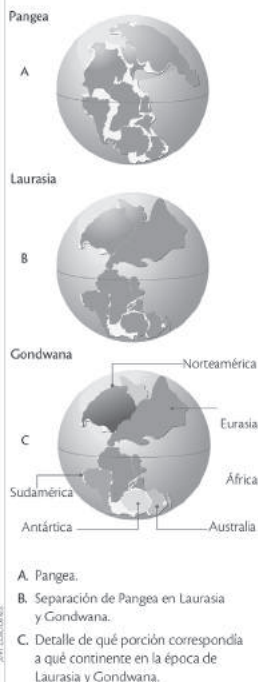 Pangea
A
Laurasia
B
Gondwana
Norteamérica
C
Eurasia
África
Sudamérica
Antártica
Australia
A. Pangea.
B. Separación de Pangea en Laurasia
y Gondwana.
C. Detalle de qué porción correspondía
a qué continente en la época de
Laurasia y Gondwana.